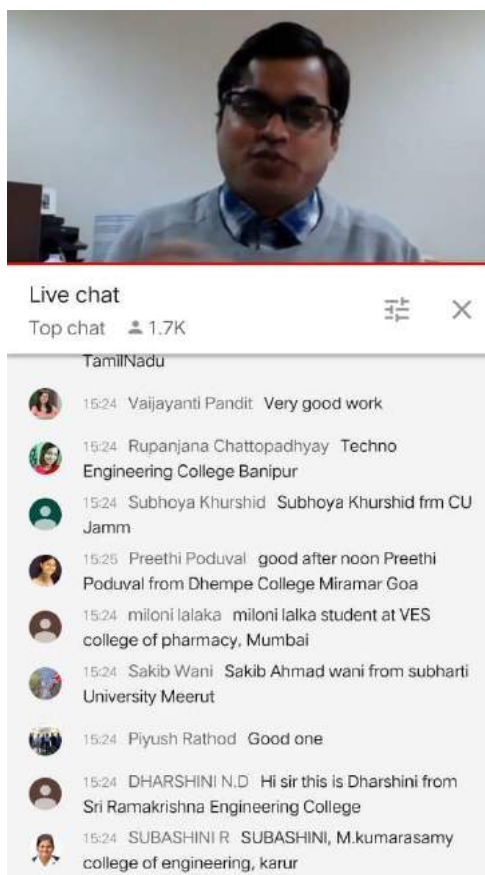 Live chat
Top chat 1.7K
TamilNadu
15:24 Vaijayanti Pandit Very good work
15:24 Rupanjana Chattopadhyay Techno
Engineering College Banipur
15:24 Subhoya Khurshid Subhoya Khurshid frm CU
Jamm
15:25 Preethi Poduval good after noon Preethi
Poduval from Dhempe College Miramar Goa
15:24 miloni lalaka miloni lalka student at VES
college of pharmacy, Mumbai
15:24 Sakib Wani Sakib Ahmad wani from subharti
University Meerut
15:24 Piyush Rathod Good one
15:24 DHARSHINI N.D Hi sir this is Dharshini from
Sri Ramakrishna Engineering College
15:24 SUBASHINI R SUBASHINI, M.kumarasamy
college of engineering, karur